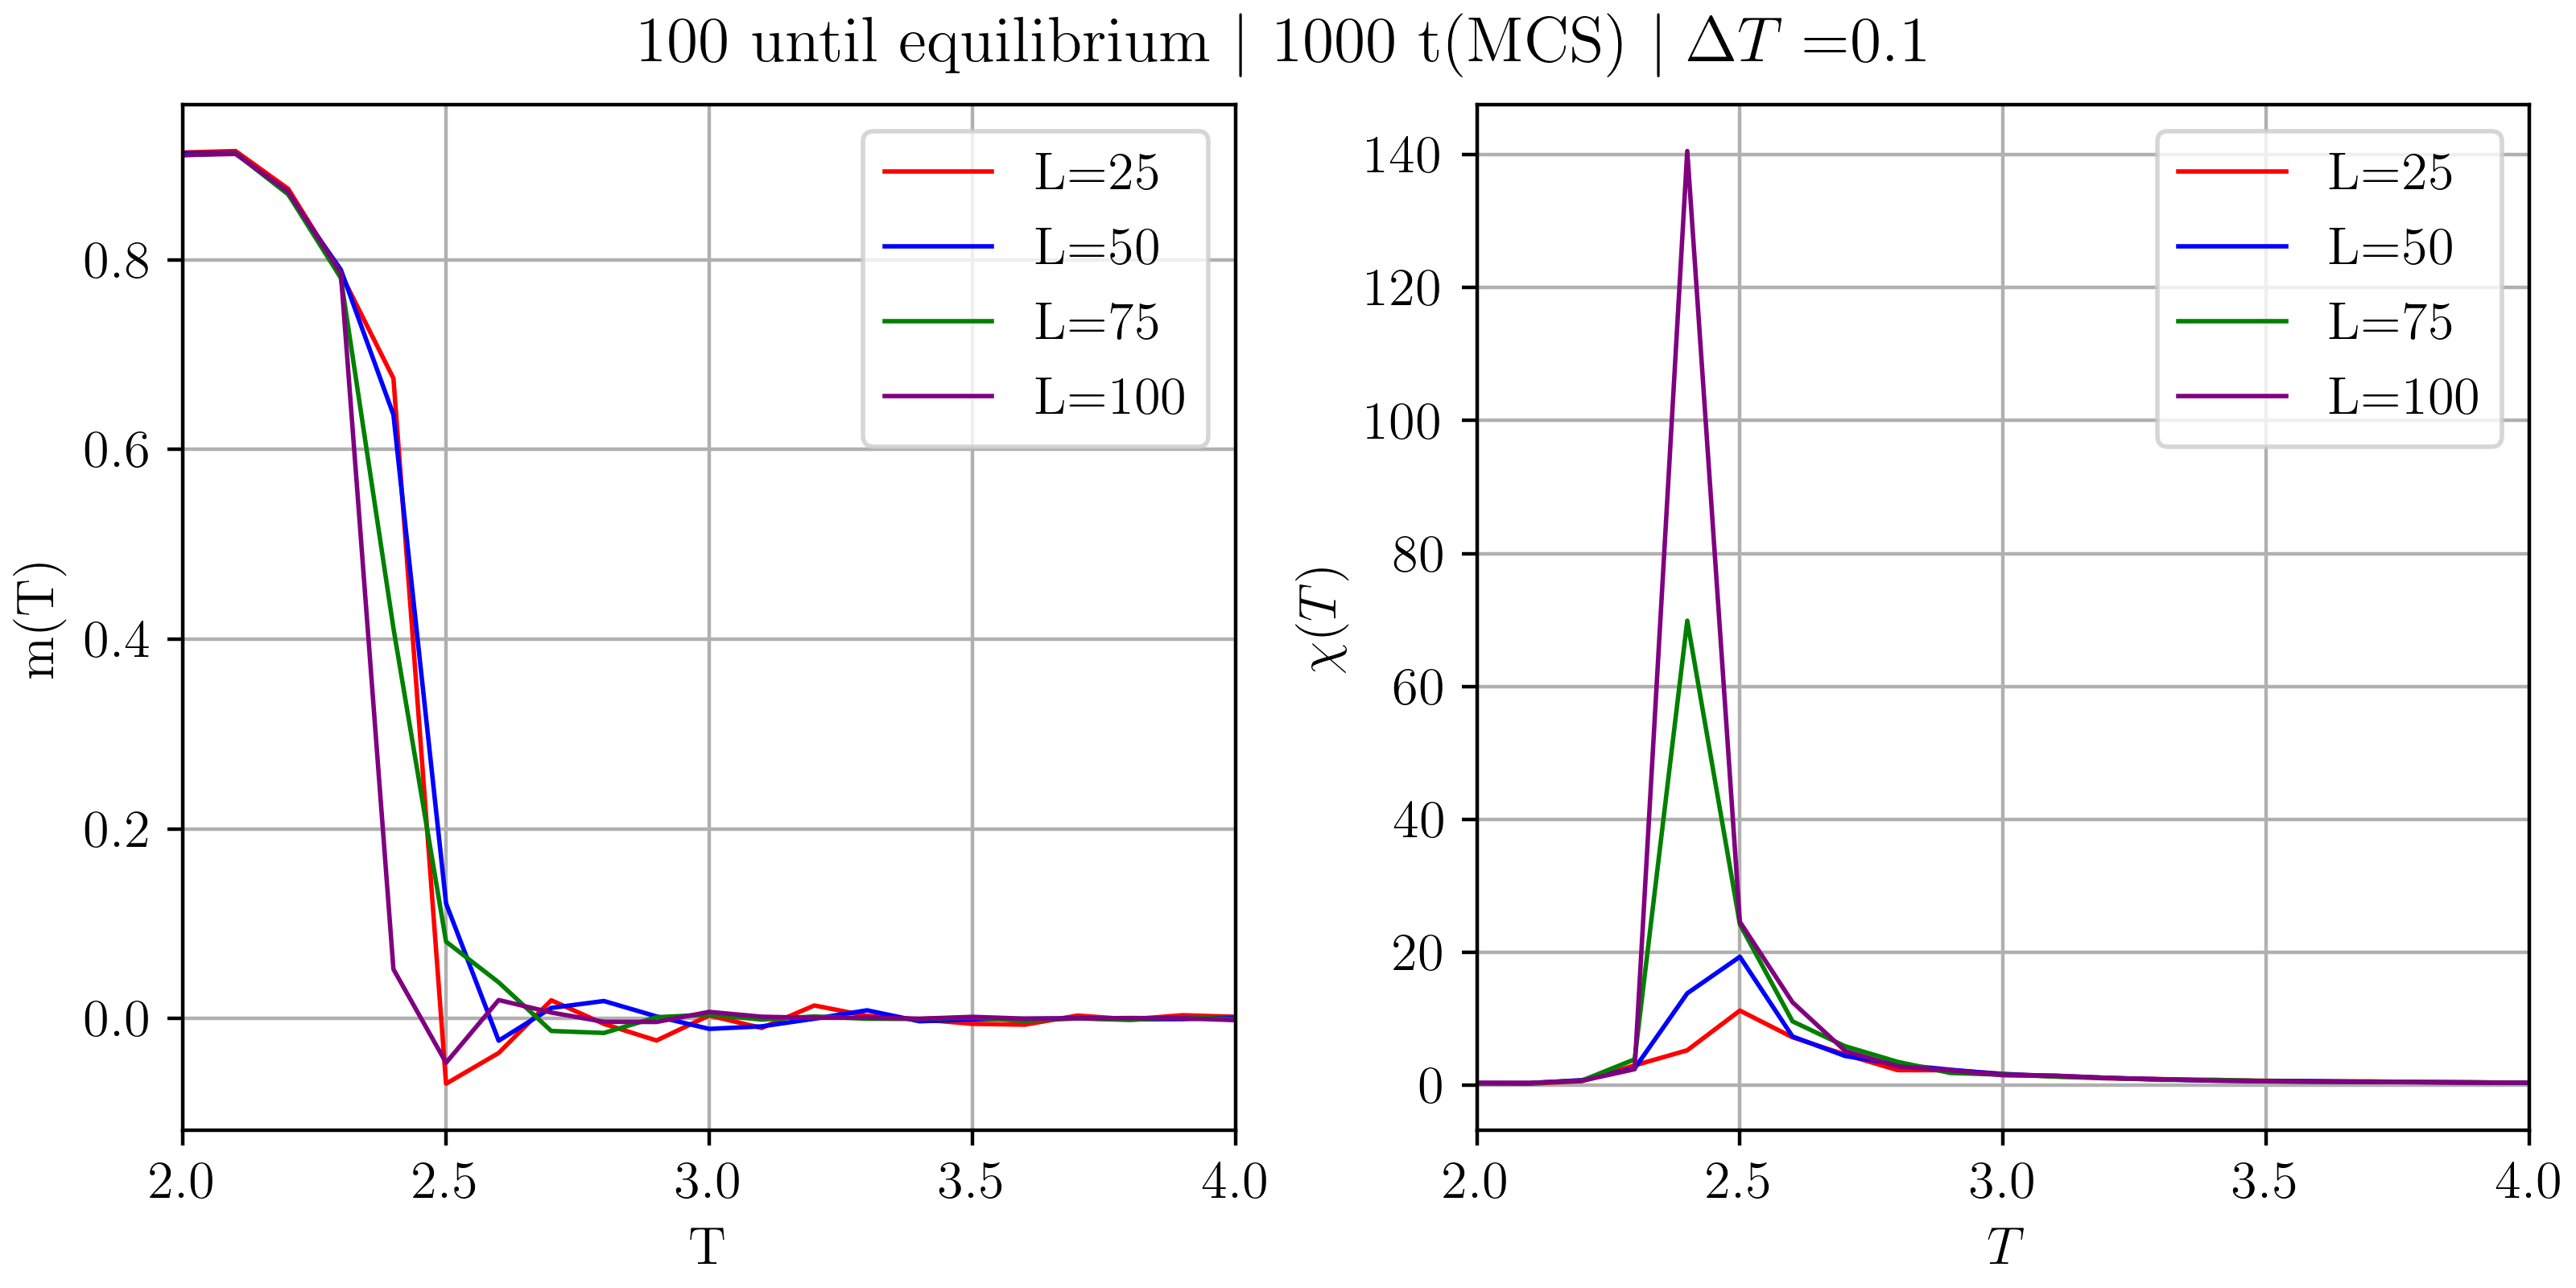 100 until equilibrium | 1000 t(MCS) | ΔT =0.1
m(T)
0.8
0.6
0.4
0.2
0.0
2.0 2.5 3.0 3.5 4.0
T
L=25
L=50
L=75
L=100
χ(T)
140
120
100
80
60
40
20
0
2.0 2.5 3.0 3.5 4.0
T
L=25
L=50
L=75
L=100